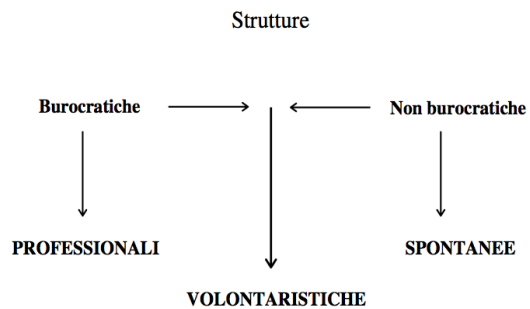 Strutture
Burocratiche
Non burocratiche
PROFESSIONALI
SPONTANEE
VOLONTARISTICHE